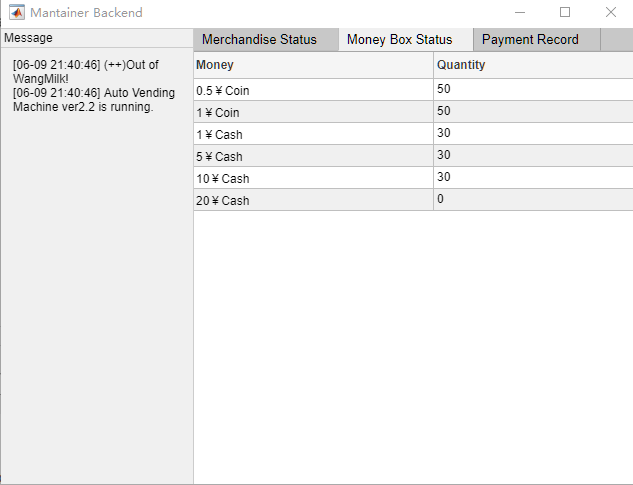 Mantainer Backend
Message
[06-09 21:40:46] (++)Out of
WangMilk!
[06-09 21:40:46] Auto Vending
Machine ver2.2 is running.
Merchandise Status Money Box Status Payment Record
Money Quantity
0.5¥Coin 50
1¥Coin 50
1¥Cash 30
5¥Cash 30
10¥Cash 30
20¥Cash 0